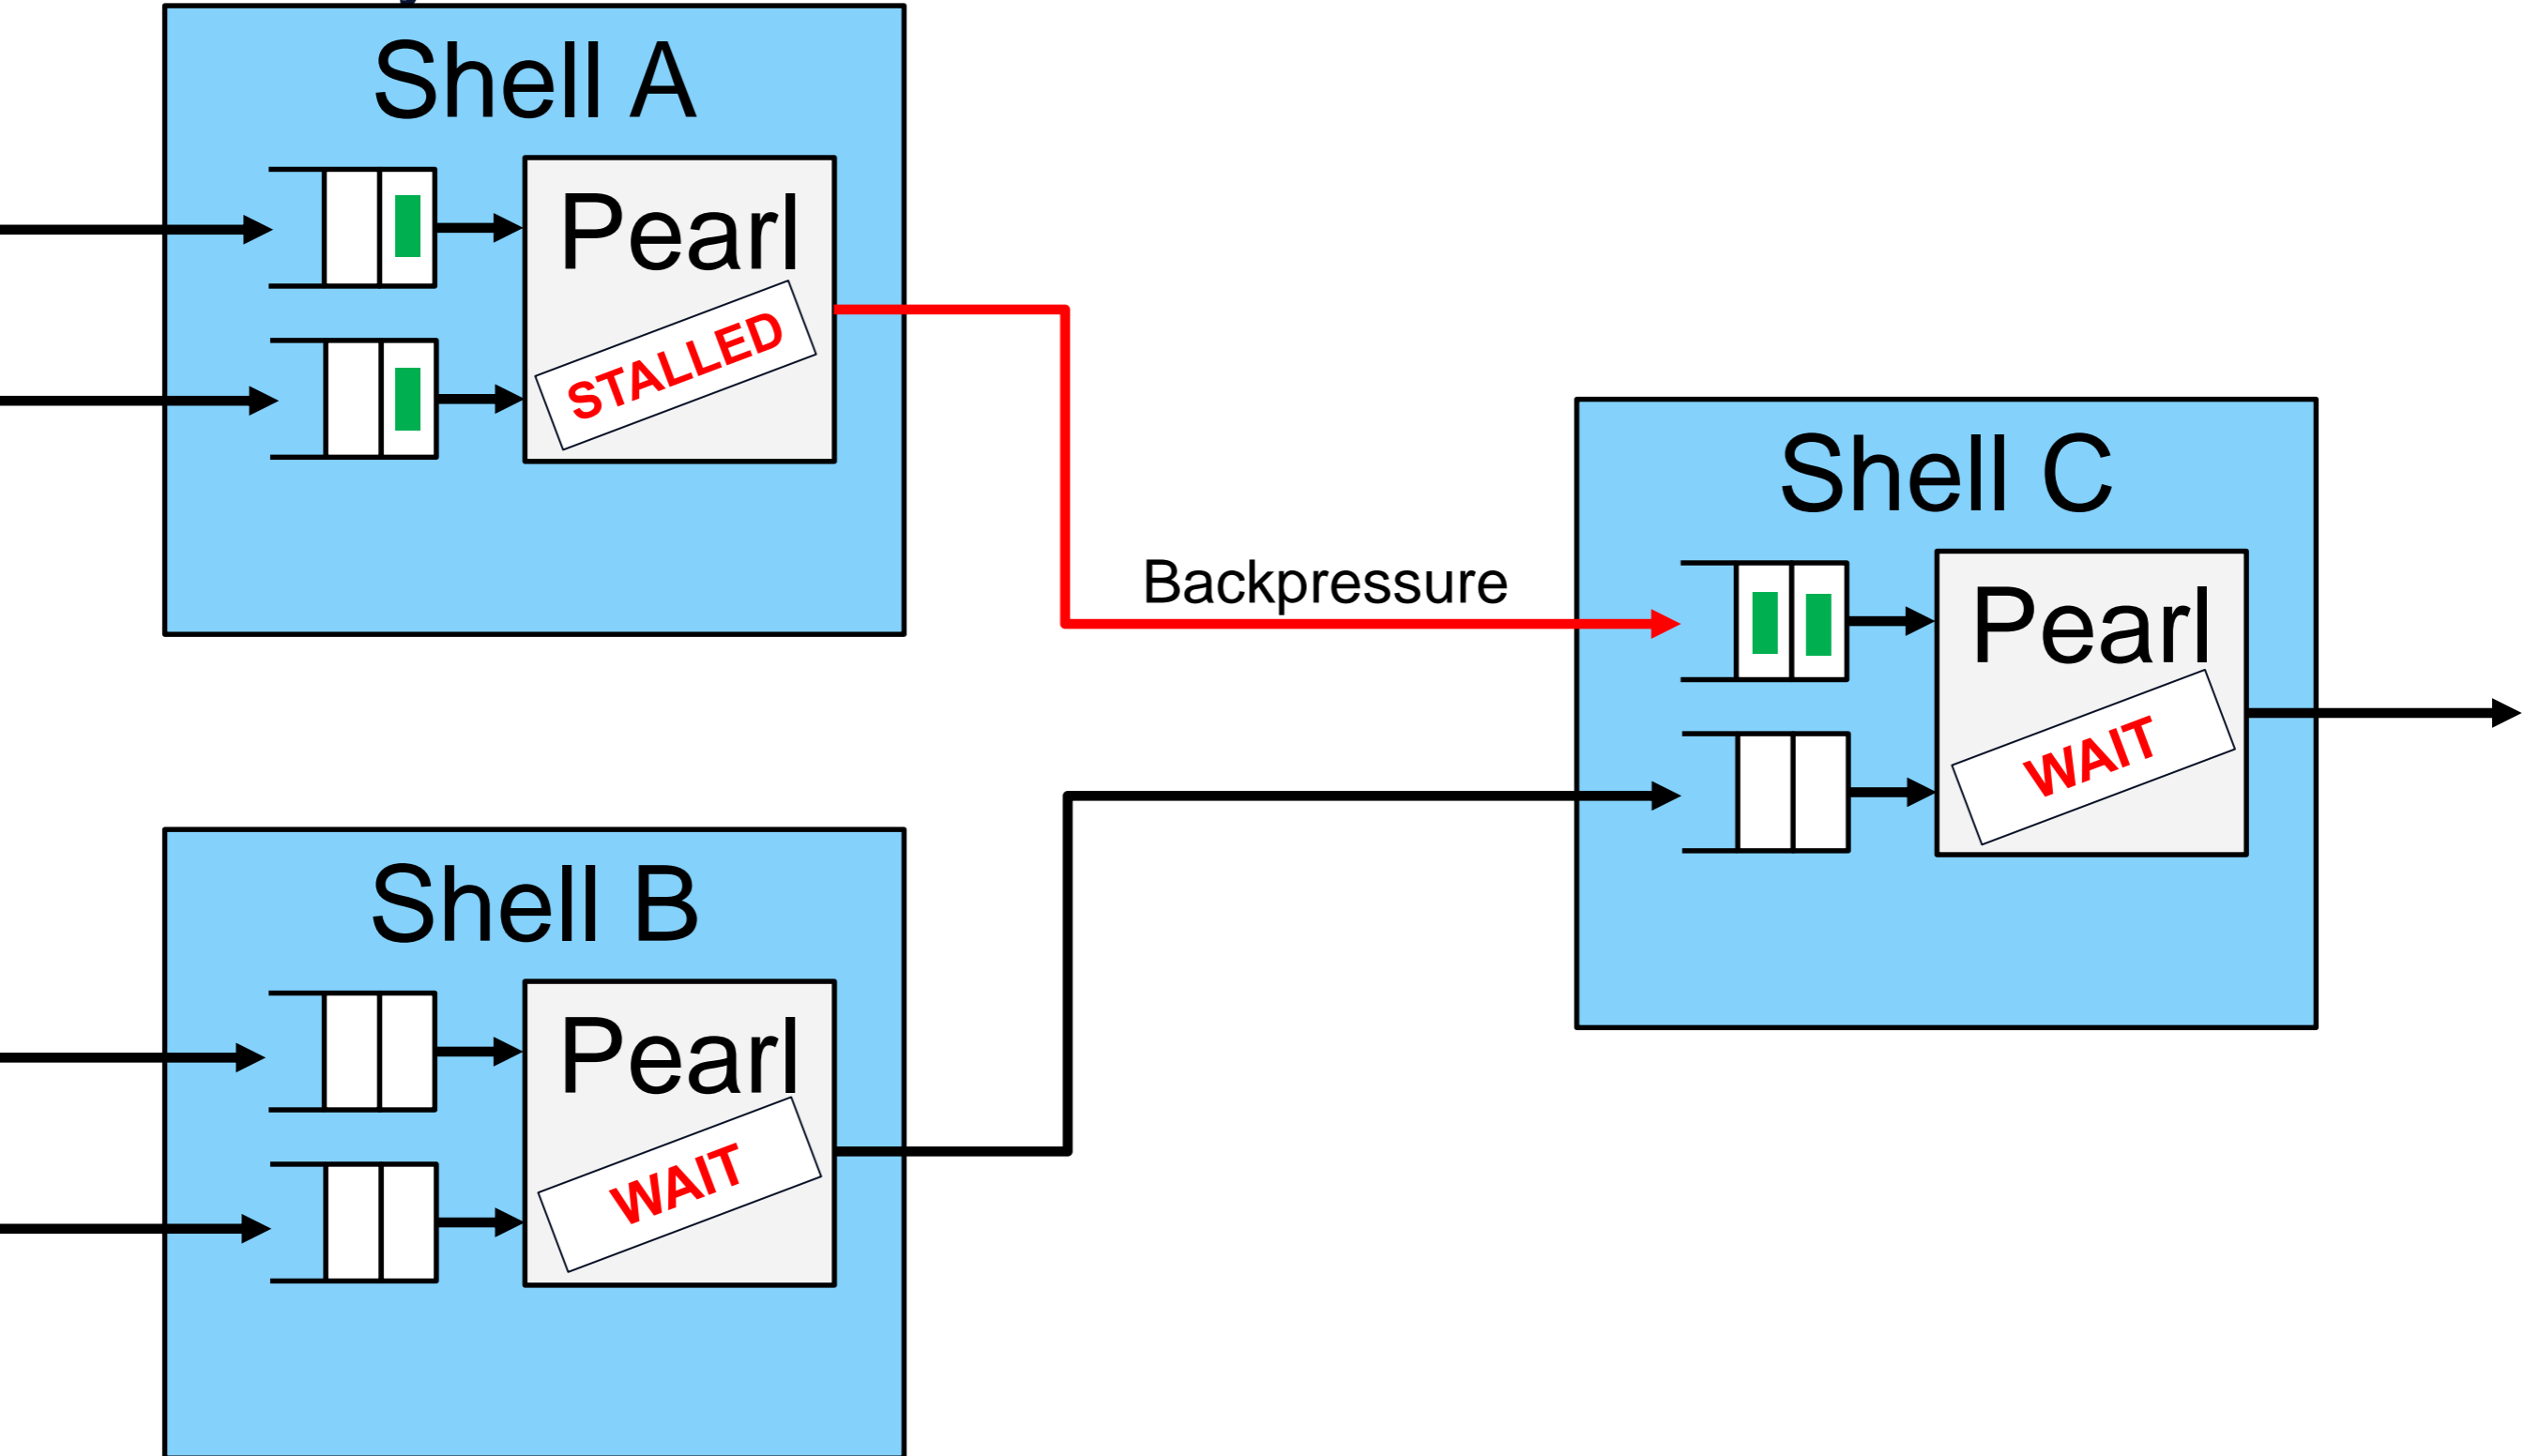 Shell A
Pearl
STALLED
Backpressure
Shell C
Pearl
WAIT
Shell B
Pearl
WAIT